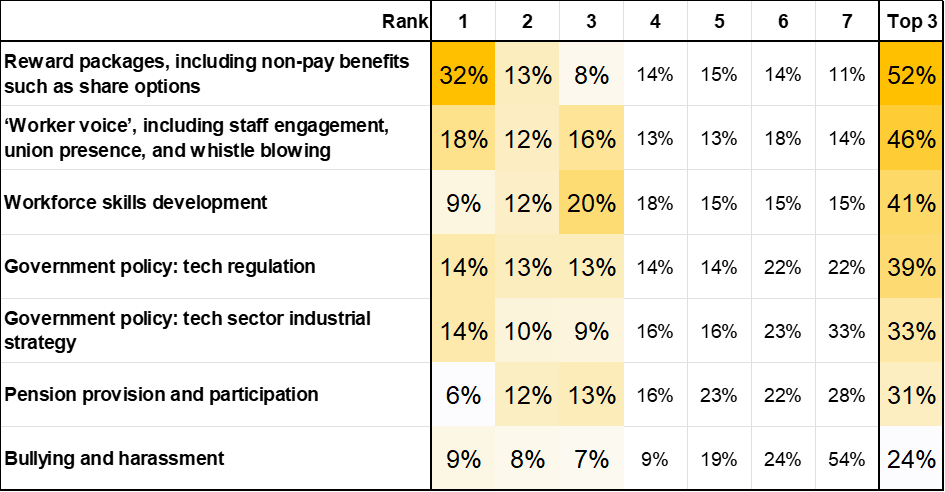 Rank 1 2 3 4 5 6 7 Top 3
Reward packages, including non-pay benefits
such as share options 32% 13% 8% 14% 15% 14% 11% 52%
‘Worker voice’, including staff engagement,
union presence, and whistle blowing 18% 12% 16% 13% 13% 18% 14% 46%
Workforce skills development 9% 12% 20% 18% 15% 15% 15% 41%
Government policy: tech regulation 14% 13% 13% 14% 14% 22% 22% 39%
Government policy: tech sector industrial
strategy 14% 10% 9% 16% 16% 23% 33% 33%
Pension provision and participation 6% 12% 13% 16% 23% 22% 28% 31%
Bullying and harassment 9% 8% 7% 9% 19% 24% 54% 24%